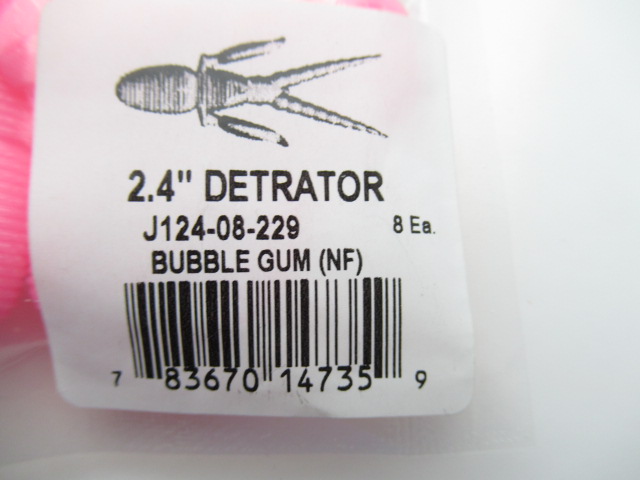 2.4" DETRATOR
J124-08-229 8 Ea.
BUBBLE GUM (NF)
7 83670 14735 9